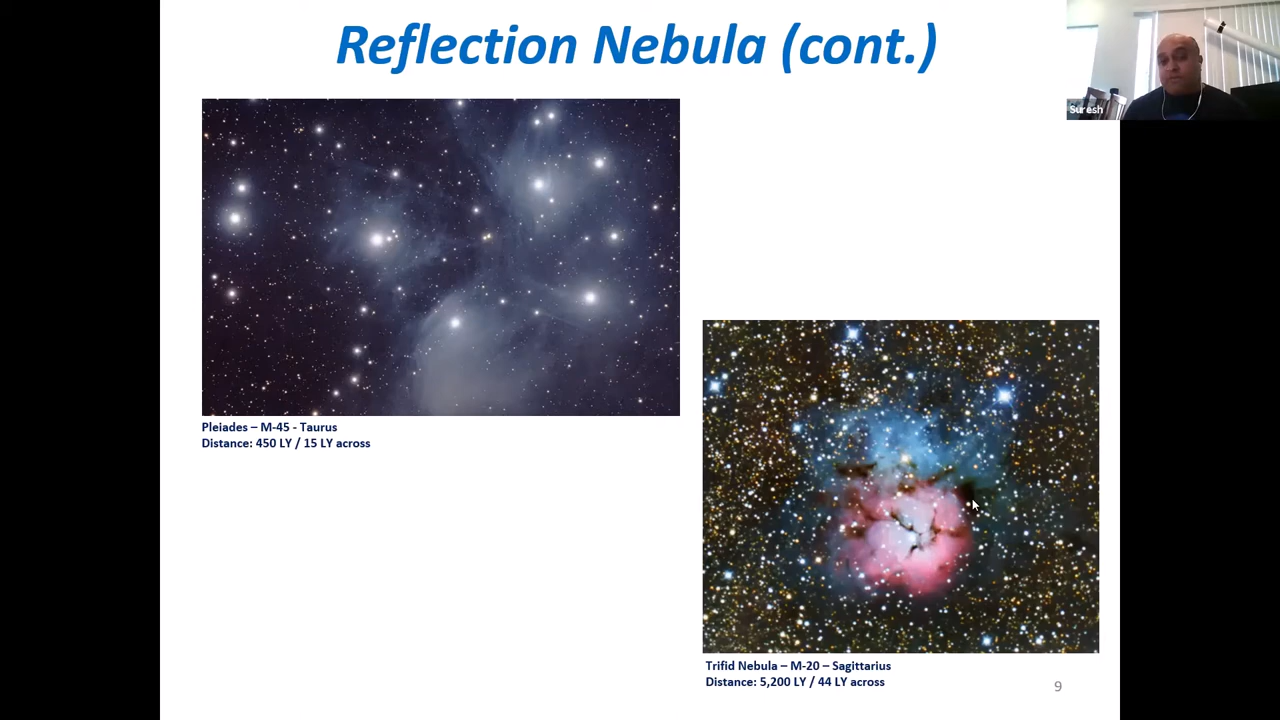 Reflection Nebula (cont.)
Suresh
Pleiades – M-45 - Taurus
Distance: 450 LY / 15 LY across
Trifid Nebula – M-20 – Sagittarius
Distance: 5,200 LY / 44 LY across
9